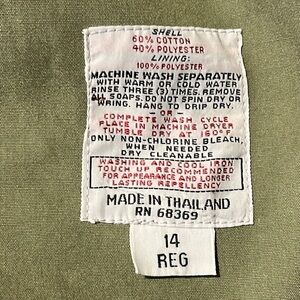 SHELL
60% COTTON
40% POLYESTER
LINING:
100% POLYESTER
MACHINE WASH SEPARATELY
WITH WARM OR COLD WATER
RINSE THREE (3) TIMES. REMOVE
ALL SOAPS. DO NOT SPIN DRY OR
WRING. HANG TO DRIP DRY.
- OR -
COMPLETE WASH CYCLE
PLACE IN MACHINE DRYER
TUMBLE DRY AT 160°F
ONLY NON-CHLORINE BLEACH,
WHEN NEEDED
DRY CLEANABLE
WASHING AND COOL IRON
TOUCH UP RECOMMENDED
FOR APPEARANCE AND LONGER
LASTING REPELLENCY
MADE IN THAILAND
RN 68369
14
REG